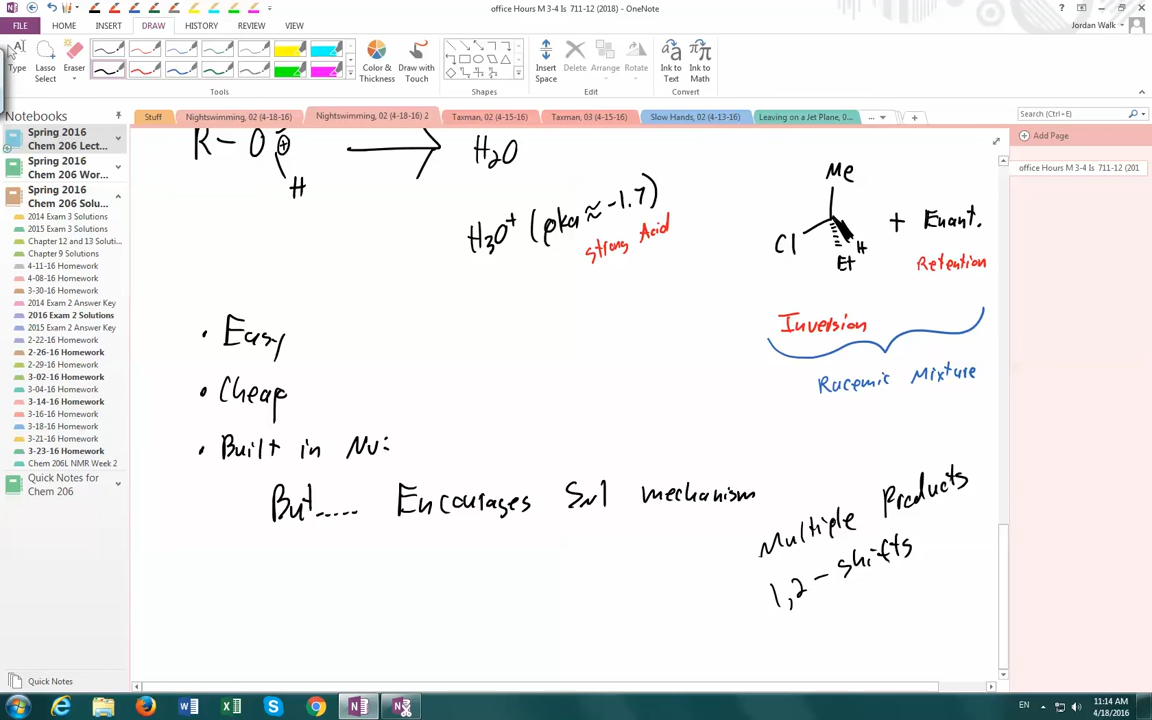 office Hours M 3-4 Is 711-12 (2018) - OneNote
Jordan Walk
FILE HOME INSERT DRAW HISTORY REVIEW VIEW
Type
Lasso Select
Eraser
Color & Thickness
Draw with Touch
Insert Space
Delete
Arrange
Rotate
Ink to Text
Ink to Math
Tools
Shapes
Edit
Convert
Notebooks
Stuff
Nightswimming, 02 (4-18-16)
Nightswimming, 02 (4-18-16) 2
Taxman, 02 (4-15-16)
Taxman, 03 (4-15-16)
Slow Hands, 02 (4-13-16)
Leaving on a Jet Plane, 0...
Search (Ctrl+E)
Add Page
office Hours M 3-4 Is 711-12 (201
Spring 2016
Chem 206 Lect...
Spring 2016
Chem 206 Wor...
Spring 2016
Chem 206 Solu...
2014 Exam 3 Solutions
2015 Exam 3 Solutions
Chapter 12 and 13 Soluti...
Chapter 9 Solutions
4-11-16 Homework
4-08-16 Homework
3-30-16 Homework
2014 Exam 2 Answer Key
2016 Exam 2 Solutions
2015 Exam 2 Answer Key
2-22-16 Homework
2-26-16 Homework
2-29-16 Homework
3-02-16 Homework
3-04-16 Homework
3-14-16 Homework
3-16-16 Homework
3-18-16 Homework
3-21-16 Homework
3-23-16 Homework
Chem 206L NMR Week 2
Quick Notes for
Chem 206
Quick Notes
R-O⊕
H
H₂O
H₃O⁺ (pka ≈ -1.7)
Strong Acid
Me
Cl
H
Et
+ Enant.
Retention
Inversion
Racemic Mixture
• Easy
• Cheap
• Built in Nu:
But..... Encourages SN1 mechanism
Multiple Products
1,2-shifts
EN
11:14 AM
4/18/2016